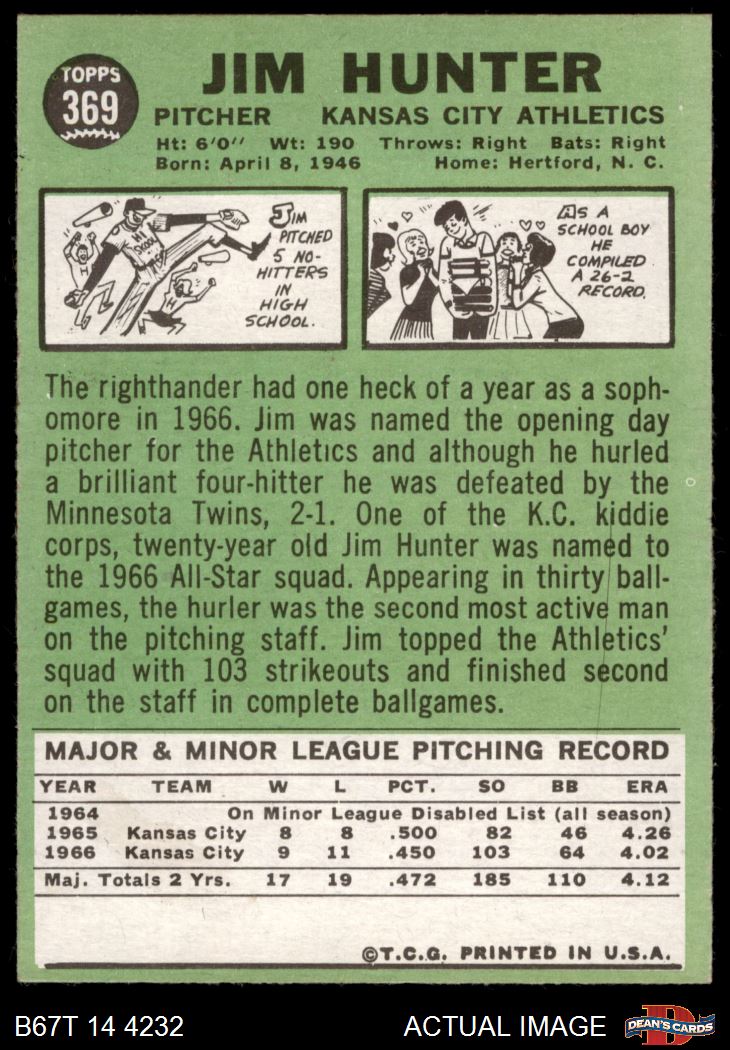 TOPPS
369
JIM HUNTER
PITCHER KANSAS CITY ATHLETICS
Ht: 6'0" Wt: 190 Throws: Right Bats: Right
Born: April 8, 1946 Home: Hertford, N. C.
HI
SKOOL
JIM
PITCHED
5 NO-
HITTERS
IN
HIGH
SCHOOL.
AS A
SCHOOL BOY
HE
COMPILED
A 26-2
RECORD.
The righthander had one heck of a year as a soph-
omore in 1966. Jim was named the opening day
pitcher for the Athletics and although he hurled
a brilliant four-hitter he was defeated by the
Minnesota Twins, 2-1. One of the K.C. kiddie
corps, twenty-year old Jim Hunter was named to
the 1966 All-Star squad. Appearing in thirty ball-
games, the hurler was the second most active man
on the pitching staff. Jim topped the Athletics'
squad with 103 strikeouts and finished second
on the staff in complete ballgames.
MAJOR & MINOR LEAGUE PITCHING RECORD
YEAR TEAM W L PCT. SO BB ERA
1964 On Minor League Disabled List (all season)
1965 Kansas City 8 8 .500 82 46 4.26
1966 Kansas City 9 11 .450 103 64 4.02
Maj. Totals 2 Yrs. 17 19 .472 185 110 4.12
©T.C.G. PRINTED IN U.S.A.
B67T 14 4232 ACTUAL IMAGE DEAN'S CARDS